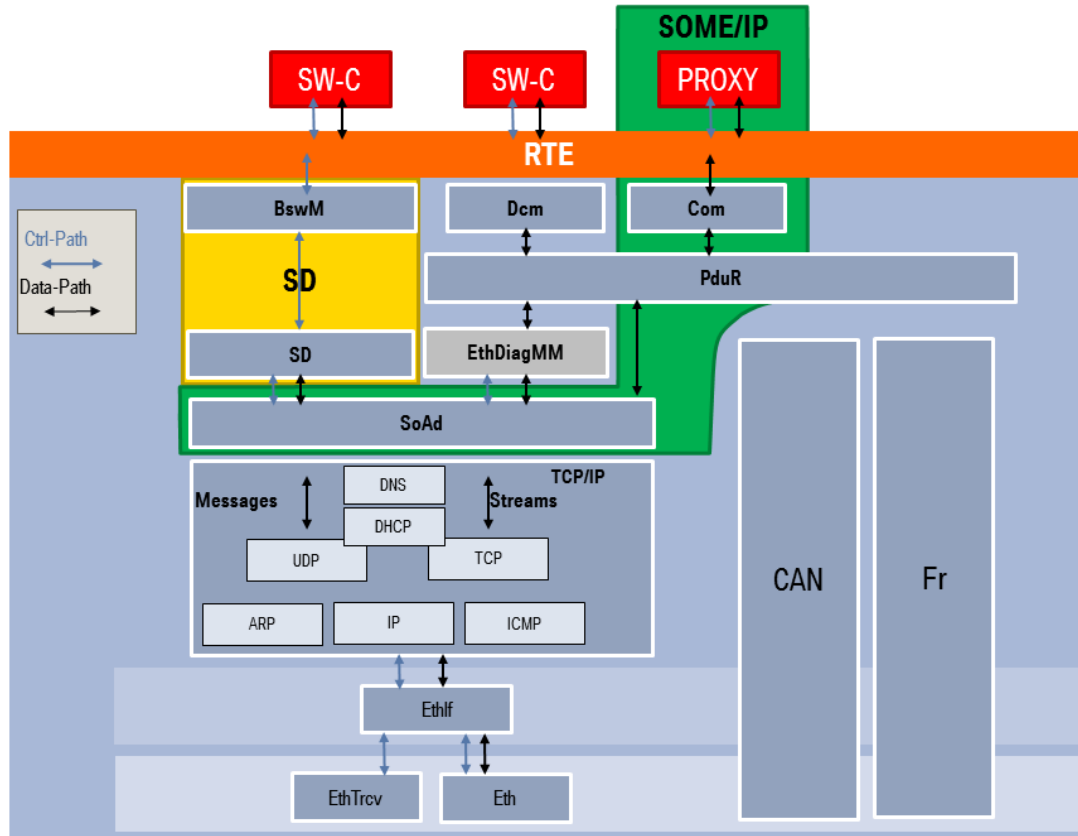 SOME/IP
SW-C
SW-C
PROXY
RTE
BswM
Dcm
Com
Ctrl-Path
Data-Path
SD
PduR
SD
EthDiagMM
SoAd
TCP/IP
Messages
DNS
Streams
DHCP
UDP
TCP
ARP
IP
ICMP
CAN
Fr
EthIf
EthTrcv
Eth